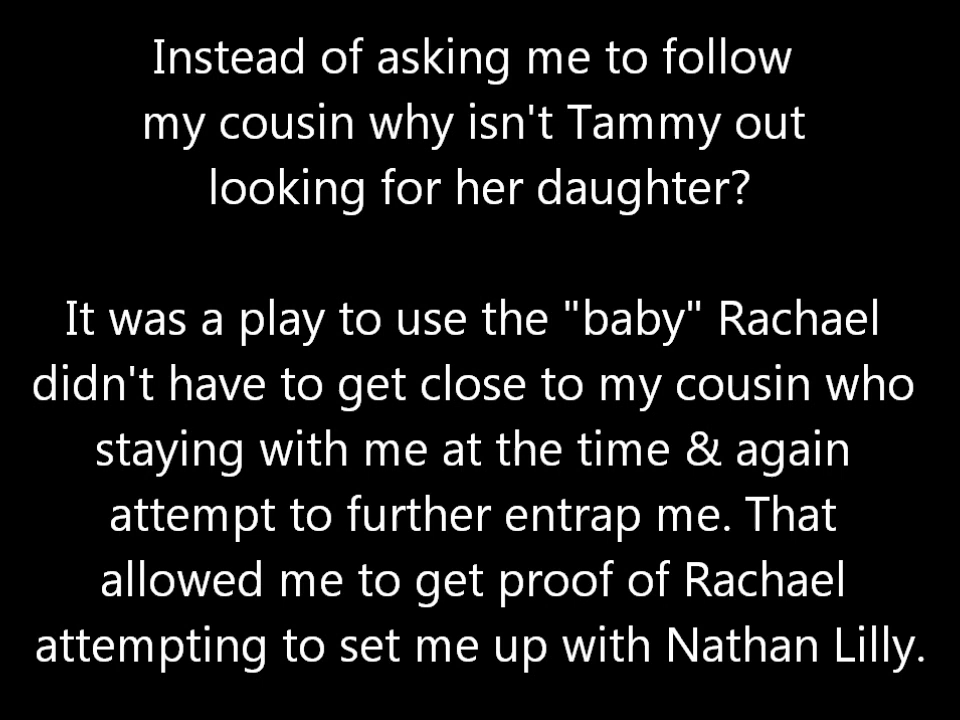 Instead of asking me to follow
my cousin why isn't Tammy out
looking for her daughter?
It was a play to use the "baby" Rachael
didn't have to get close to my cousin who
staying with me at the time & again
attempt to further entrap me. That
allowed me to get proof of Rachael
attempting to set me up with Nathan Lilly.